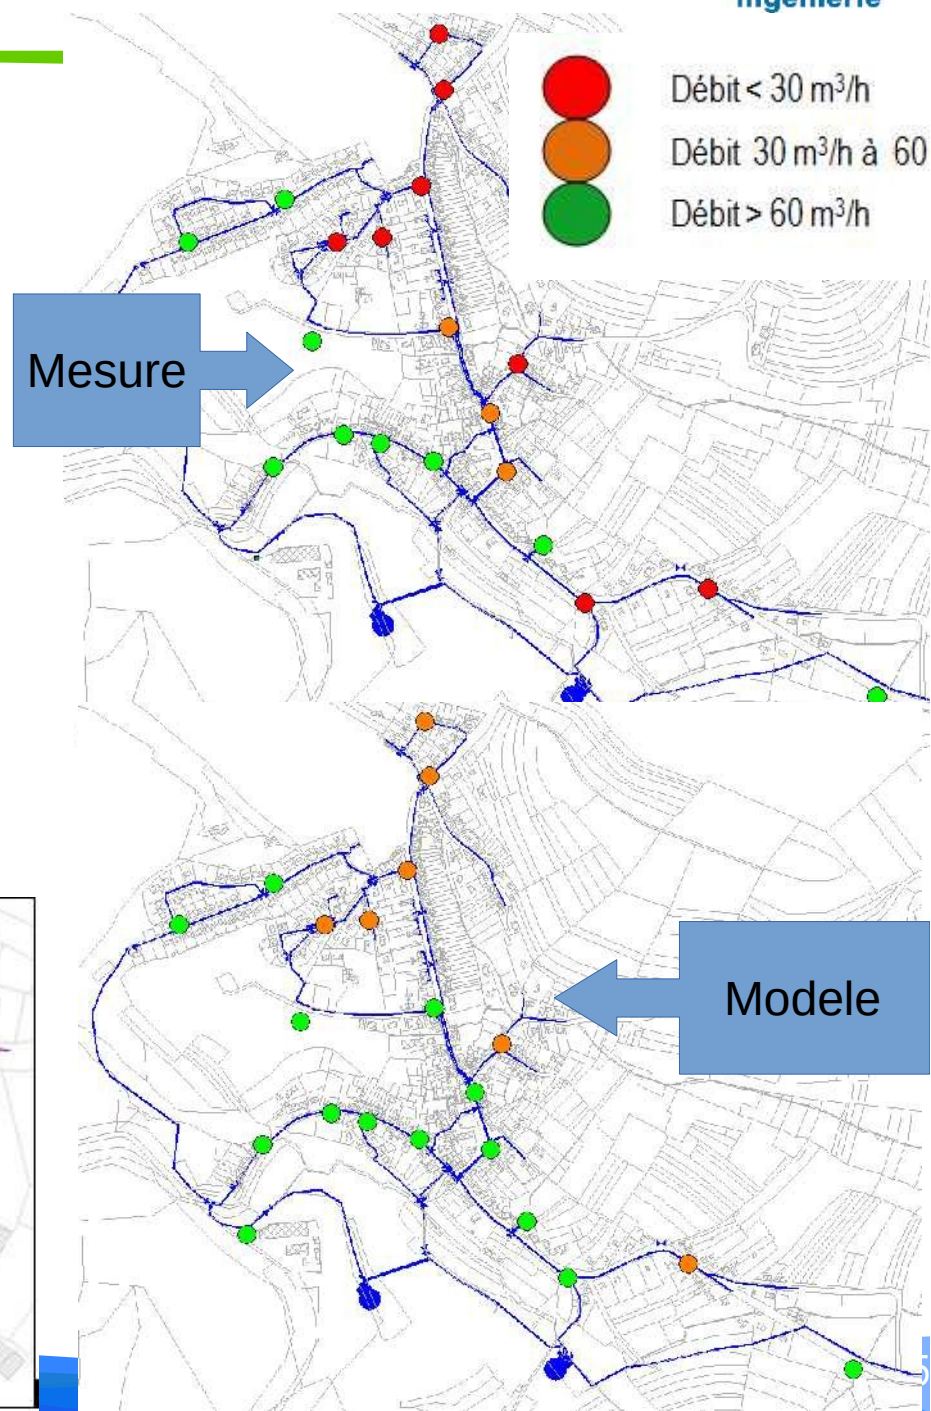 Ingénierie
Débit < 30 m³/h
Débit 30 m³/h à 60
Débit > 60 m³/h
Mesure
Modele